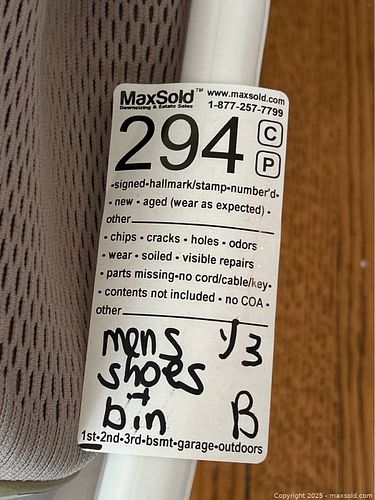 MaxSold™ www.maxsold.com
Downsizing & Estate Sales 1-877-257-7799
294 C
P
•signed•hallmark/stamp•number'd•
• new • aged (wear as expected) •
other
• chips • cracks • holes • odors
• wear • soiled • visible repairs
• parts missing•no cord/cable/key•
• contents not included • no COA •
other
mens 1/3
shoes
+
bin B
1st•2nd•3rd•bsmt•garage•outdoors
Copyright 2025 - maxsold.com